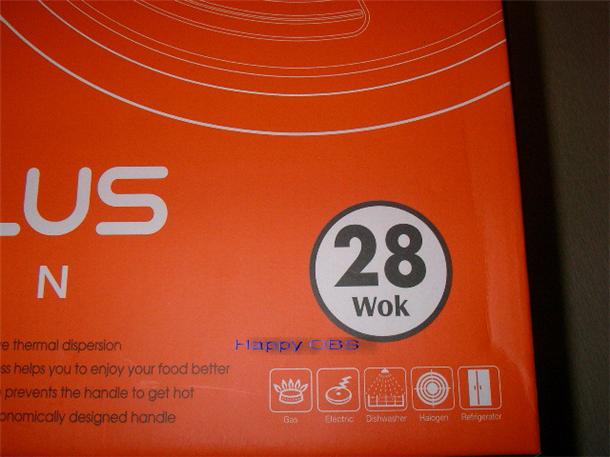 LUS
N
28
Wok
e thermal dispersion
Happy CBS
ss helps you to enjoy your food better
prevents the handle to get hot
onomically designed handle
Gas Electric Dishwasher Halogen Refrigerator